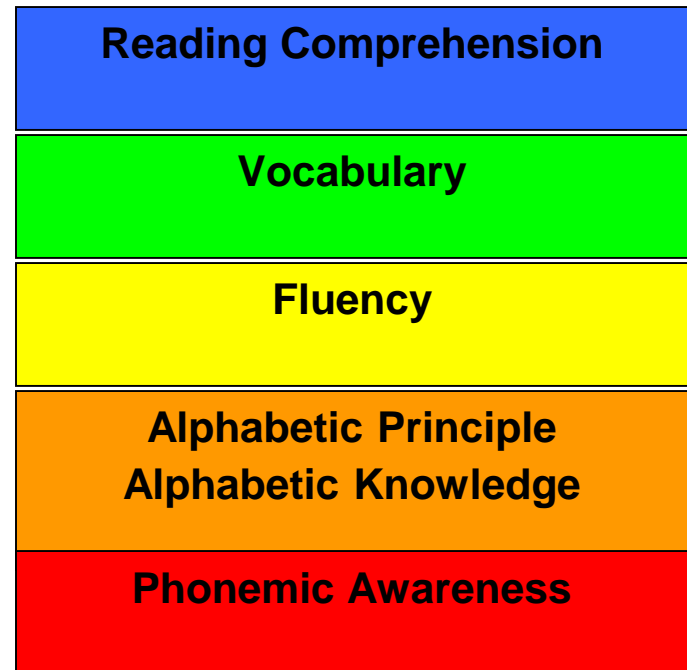 Reading Comprehension
Vocabulary
Fluency
Alphabetic Principle
Alphabetic Knowledge
Phonemic Awareness